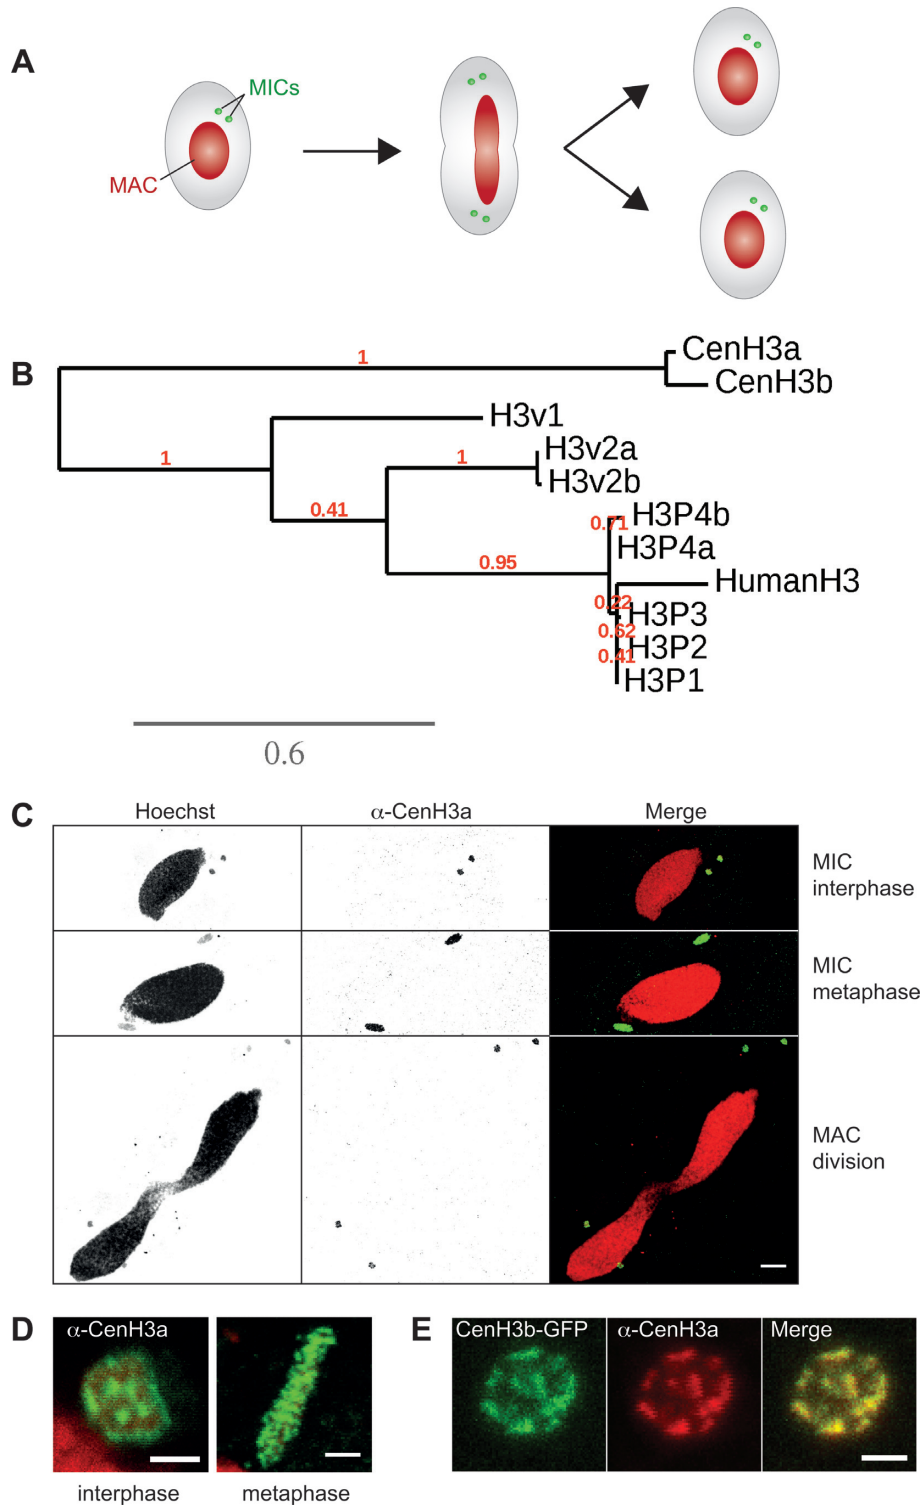 A
MICs
MAC
B
1
CenH3a
CenH3b
H3v1
1
1
H3v2a
H3v2b
0.41
0.71
H3P4b
H3P4a
0.95
HumanH3
0.22
H3P3
0.62
H3P2
0.41
H3P1
0.6
C
Hoechst
α-CenH3a
Merge
MIC
interphase
MIC
metaphase
MAC
division
D
α-CenH3a
interphase
metaphase
E
CenH3b-GFP
α-CenH3a
Merge